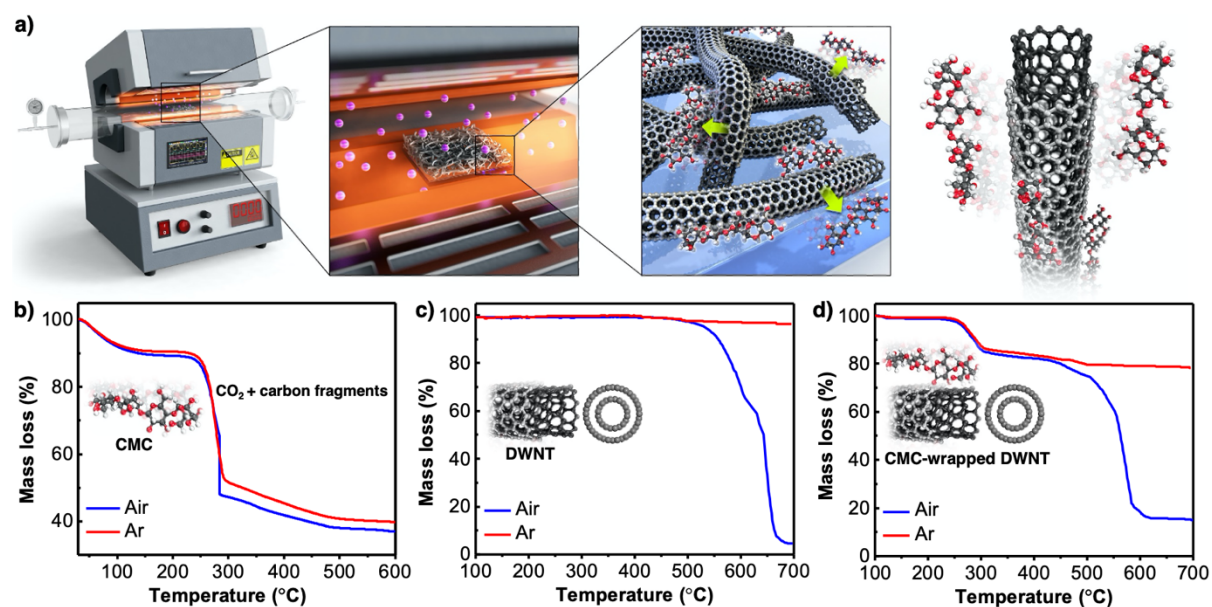 a)
b)
100
80
60
40
Mass loss (%)
CO₂ + carbon fragments
CMC
Air
Ar
100 200 300 400 500 600
Temperature (°C)
c)
100
80
60
40
20
0
Mass loss (%)
DWNT
Air
Ar
100 200 300 400 500 600 700
Temperature (°C)
d)
100
80
60
40
20
0
Mass loss (%)
CMC-wrapped DWNT
Air
Ar
100 200 300 400 500 600 700
Temperature (°C)